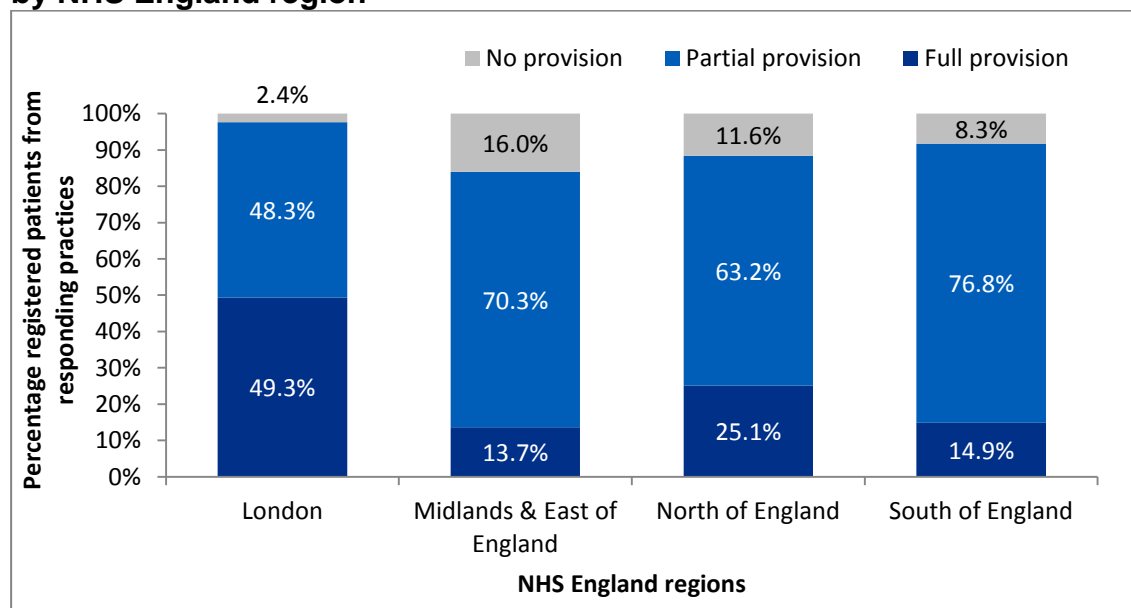 by NHS England region
No provision Partial provision Full provision
Percentage registered patients from
responding practices
100%
90%
80%
70%
60%
50%
40%
30%
20%
10%
0%
2.4%
16.0%
11.6%
8.3%
48.3%
70.3%
63.2%
76.8%
49.3%
13.7%
25.1%
14.9%
London
Midlands & East of
England
North of England
South of England
NHS England regions